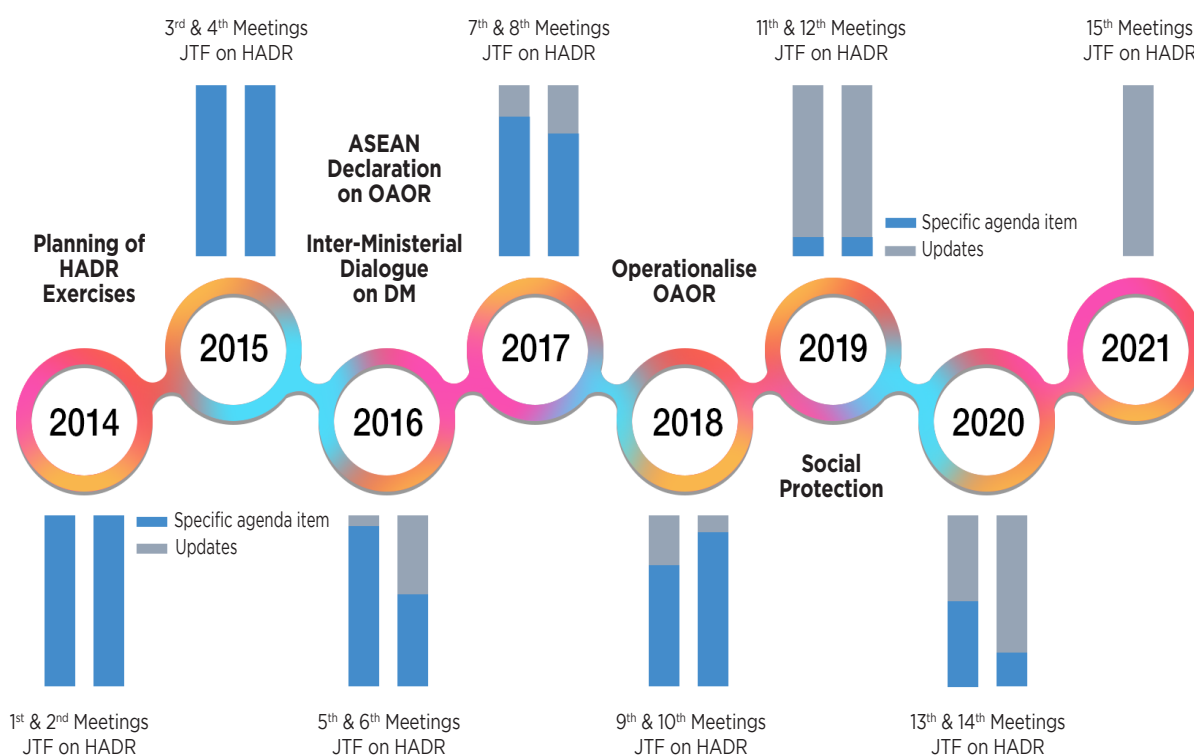 3rd & 4th Meetings
JTF on HADR
7th & 8th Meetings
JTF on HADR
11th & 12th Meetings
JTF on HADR
15th Meetings
JTF on HADR
ASEAN
Declaration
on OAOR
Planning of
HADR
Exercises
Inter-Ministerial
Dialogue
on DM
Operationalise
OAOR
Specific agenda item
Updates
2014
2015
2016
2017
2018
2019
2020
2021
Social
Protection
Specific agenda item
Updates
1st & 2nd Meetings
JTF on HADR
5th & 6th Meetings
JTF on HADR
9th & 10th Meetings
JTF on HADR
13th & 14th Meetings
JTF on HADR